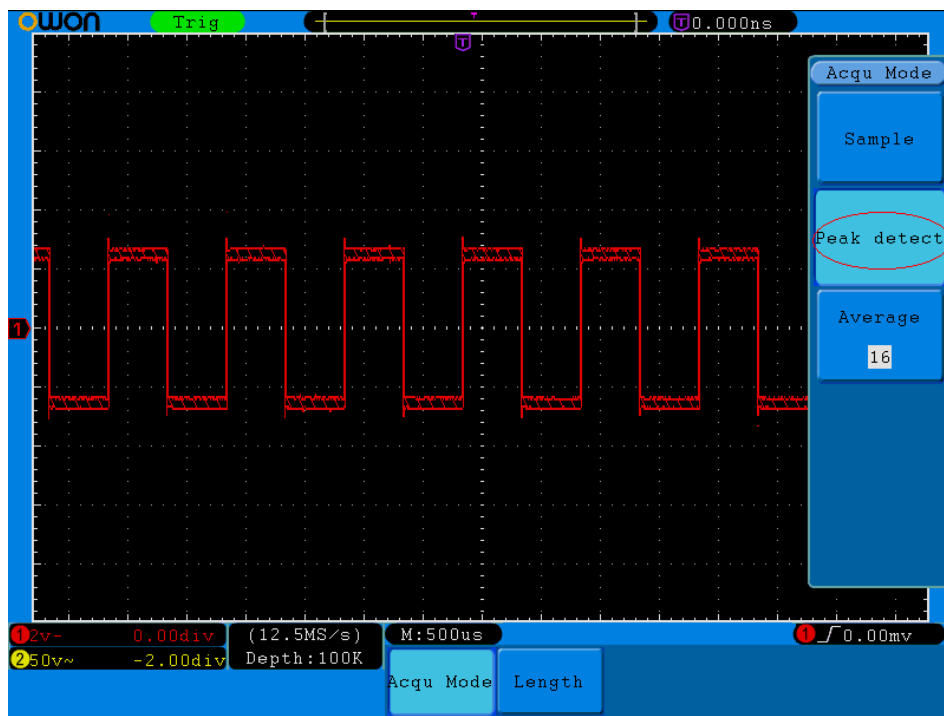 OWON Trig T 0.000ns
T
Acqu Mode
Sample
Peak detect
Average
16
1
1 2v- 0.00div (12.5MS/s) M:500us 1 0.00mv
2 50v~ -2.00div Depth:100K
Acqu Mode Length